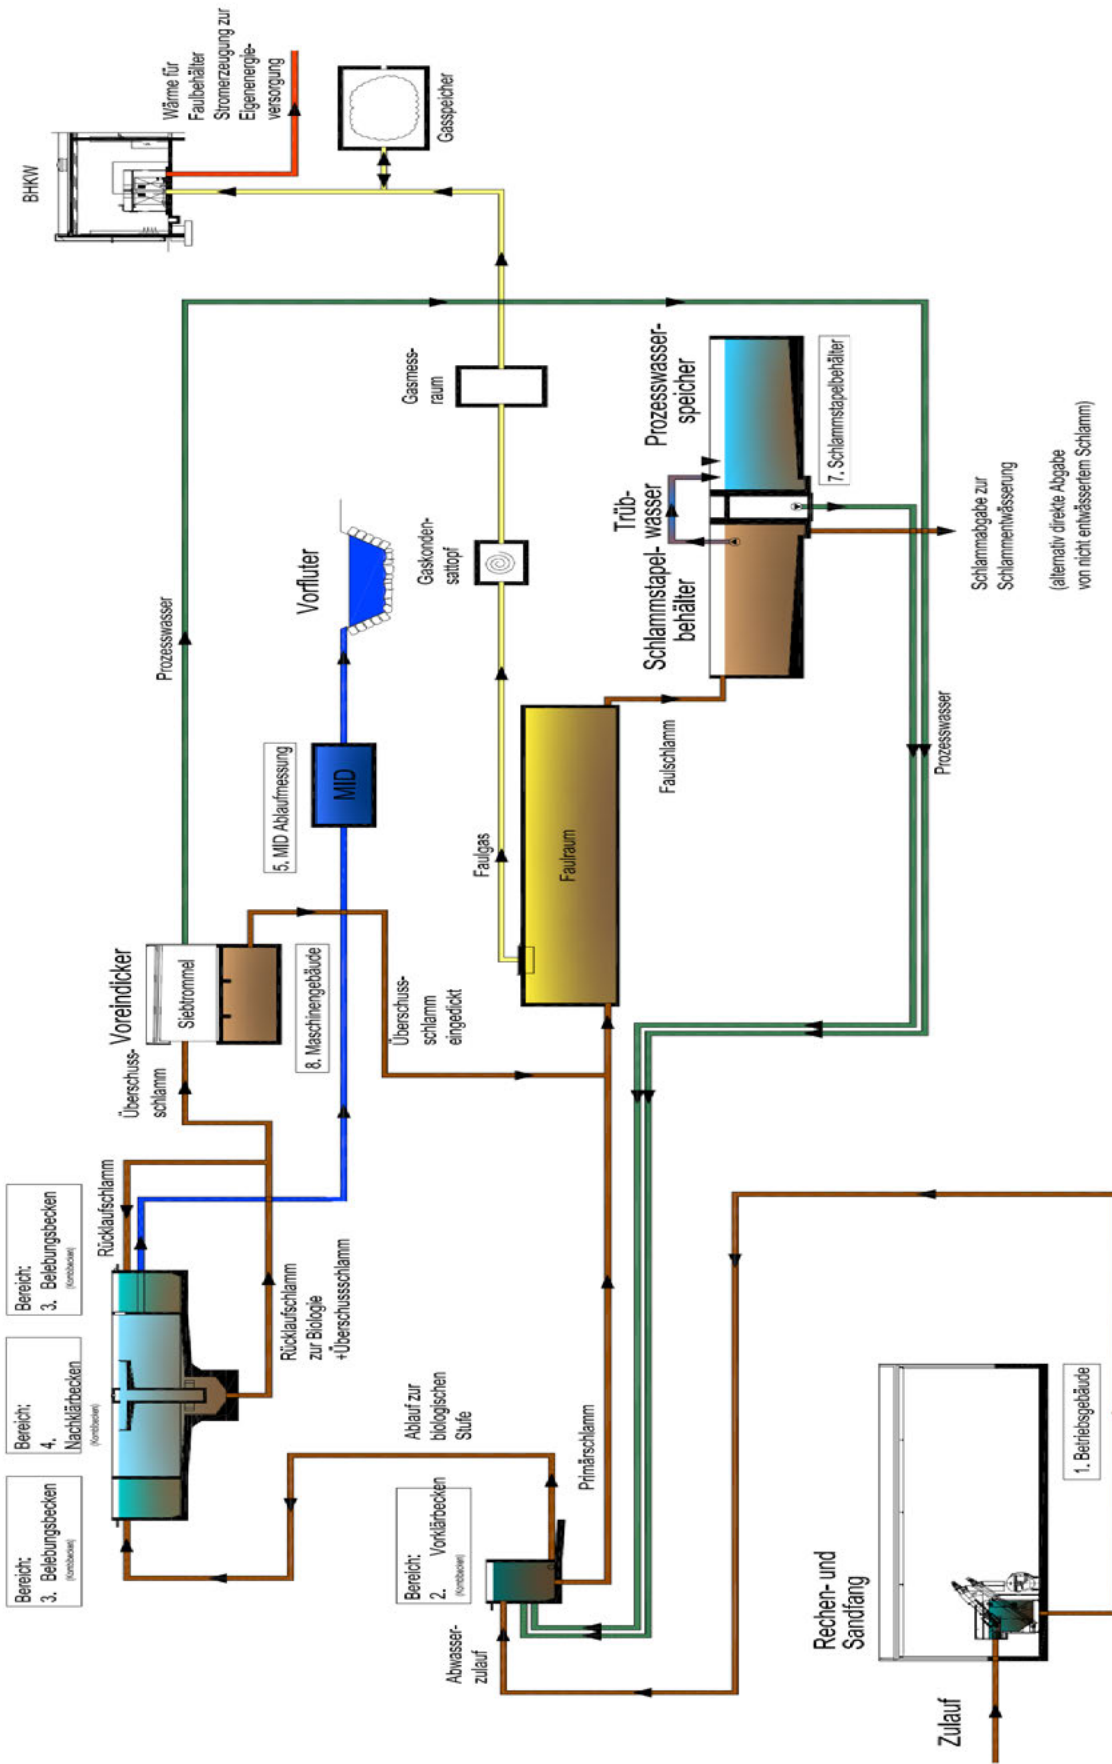 Bereich:
3. Belebungsbecken
(Kombibecken)
Bereich:
4.
Nachklärbecken
(Kombibecken)
Bereich:
3. Belebungsbecken
(Kombibecken)
Rücklaufschlamm
Überschuss-
schlamm
Voreindicker
Siebtrommel
8. Maschinengebäude
Prozesswasser
BHKW
Wärme für
Faulbehälter
Stromerzeugung zur
Eigenenergie-
versorgung
Gasspeicher
Rücklaufschlamm
zur Biologie
+Überschussschlamm
5. MID Ablaufmessung
MID
Vorfluter
Überschuss-
schlamm
eingedickt
Faulgas
Gaskonden-
sattopf
Gasmess-
raum
Ablauf zur
biologischen
Stufe
Bereich:
2. Vorklärbecken
(Kombibecken)
Abwasser-
zulauf
Primärschlamm
Faulraum
Faulschlamm
Schlammstapel-
behälter
Trüb-
wasser
Prozesswasser-
speicher
7. Schlammstapelbehälter
Prozesswasser
Schlammabgabe zur
Schlammentwässerung
(alternativ direkte Abgabe
von nicht entwässertem Schlamm)
Rechen- und
Sandfang
Zulauf
1. Betriebsgebäude